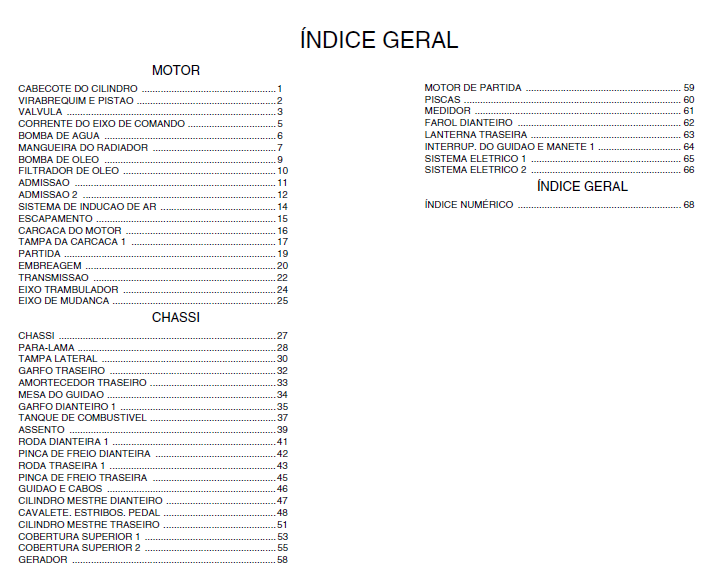 ÍNDICE GERAL
MOTOR
CABECOTE DO CILINDRO ................................................ 1
VIRABREQUIM E PISTAO ................................................ 2
VALVULA ................................................ 3
CORRENTE DO EIXO DE COMANDO ................................................ 5
BOMBA DE AGUA ................................................ 6
MANGUEIRA DO RADIADOR ................................................ 7
BOMBA DE OLEO ................................................ 9
FILTRADOR DE OLEO ................................................ 10
ADMISSAO ................................................ 11
ADMISSAO 2 ................................................ 12
SISTEMA DE INDUCAO DE AR ................................................ 14
ESCAPAMENTO ................................................ 15
CARCACA DO MOTOR ................................................ 16
TAMPA DA CARCACA 1 ................................................ 17
PARTIDA ................................................ 19
EMBREAGEM ................................................ 20
TRANSMISSAO ................................................ 22
EIXO TRAMBULADOR ................................................ 24
EIXO DE MUDANCA ................................................ 25
CHASSI
CHASSI ................................................ 27
PARA-LAMA ................................................ 28
TAMPA LATERAL ................................................ 30
GARFO TRASEIRO ................................................ 32
AMORTECEDOR TRASEIRO ................................................ 33
MESA DO GUIDAO ................................................ 34
GARFO DIANTEIRO 1 ................................................ 35
TANQUE DE COMBUSTIVEL ................................................ 37
ASSENTO ................................................ 39
RODA DIANTEIRA 1 ................................................ 41
PINCA DE FREIO DIANTEIRA ................................................ 42
RODA TRASEIRA 1 ................................................ 43
PINCA DE FREIO TRASEIRA ................................................ 45
GUIDAO E CABOS ................................................ 46
CILINDRO MESTRE DIANTEIRO ................................................ 47
CAVALETE. ESTRIBOS. PEDAL ................................................ 48
CILINDRO MESTRE TRASEIRO ................................................ 51
COBERTURA SUPERIOR 1 ................................................ 53
COBERTURA SUPERIOR 2 ................................................ 55
GERADOR ................................................ 58
MOTOR DE PARTIDA ................................................ 59
PISCAS ................................................ 60
MEDIDOR ................................................ 61
FAROL DIANTEIRO ................................................ 62
LANTERNA TRASEIRA ................................................ 63
INTERRUP. DO GUIDAO E MANETE 1 ................................................ 64
SISTEMA ELETRICO 1 ................................................ 65
SISTEMA ELETRICO 2 ................................................ 66
ÍNDICE GERAL
ÍNDICE NUMÉRICO ................................................ 68